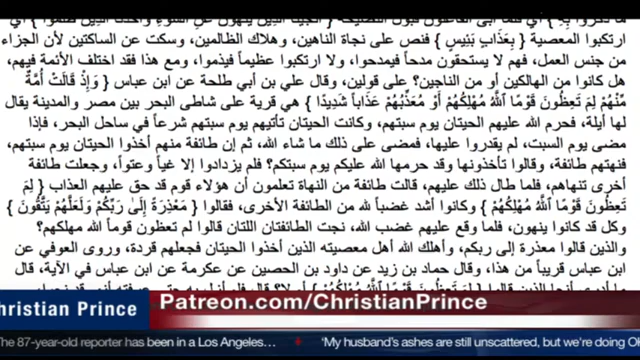 ارتكبوا المعصية { بِعَذَابٍ بَئِيسٍ } فنص على نجاة الناهين، وهلاك الظالمين، وسكت عن الساكتين لأن الجزاء
من جنس العمل، فهم لا يستحقون مدحاً فيمدحوا، ولا ارتكبوا عظيماً فيذموا، ومع هذا فقد اختلف الأئمة فيهم،
هل كانوا من الهالكين أو من الناجين؟ على قولين، وقال علي بن أبي طلحة عن ابن عباس { وَإِذْ قَالَتْ أُمَّةٌ
مِّنْهُمْ لِمَ تَعِظُونَ قَوْمًا ٱللَّهُ مُهْلِكُهُمْ أَوْ مُعَذِّبُهُمْ عَذَاباً شَدِيدًا } هي قرية على شاطى البحر بين مصر والمدينة يقال
لها أيلة، فحرم الله عليهم الحيتان يوم سبتهم، وكانت الحيتان تأتيهم يوم سبتهم شرعاً في ساحل البحر، فإذا
مضى يوم السبت، لم يقدروا عليها، فمضى على ذلك ما شاء الله، ثم إن طائفة منهم أخذوا الحيتان يوم سبتهم،
فنهتهم طائفة، وقالوا تأخذونها وقد حرمها الله عليكم يوم سبتكم؟ فلم يزدادوا إلا غياً وعتواً، وجعلت طائفة
أخرى تنهاهم، فلما طال ذلك عليهم، قالت طائفة من النهاة تعلمون أن هؤلاء قوم قد حق عليهم العذاب { لِمَ
تَعِظُونَ قَوْمًا ٱللَّهُ مُهْلِكُهُمْ } وكانوا أشد غضباً لله من الطائفة الأخرى، فقالوا { مَعْذِرَةً إِلَىٰ رَبِّكُمْ وَلَعَلَّهُمْ يَتَّقُونَ }
وكل قد كانوا ينهون، فلما وقع عليهم غضب الله، نجت الطائفتان اللتان قالوا لم تعظون قوماً الله مهلكهم؟
والذين قالوا معذرة إلى ربكم، وأهلك الله أهل معصيته الذين أخذوا الحيتان فجعلهم قردة، وروى العوفي عن
ابن عباس قريباً من هذا، وقال حماد بن زيد عن داود بن الحصين عن عكرمة عن ابن عباس في الآية، قال
Christian Prince
Patreon.com/ChristianPrince
The 87-year-old reporter has been in a Los Angeles…
'My husband's ashes are still unscattered, but we're doing